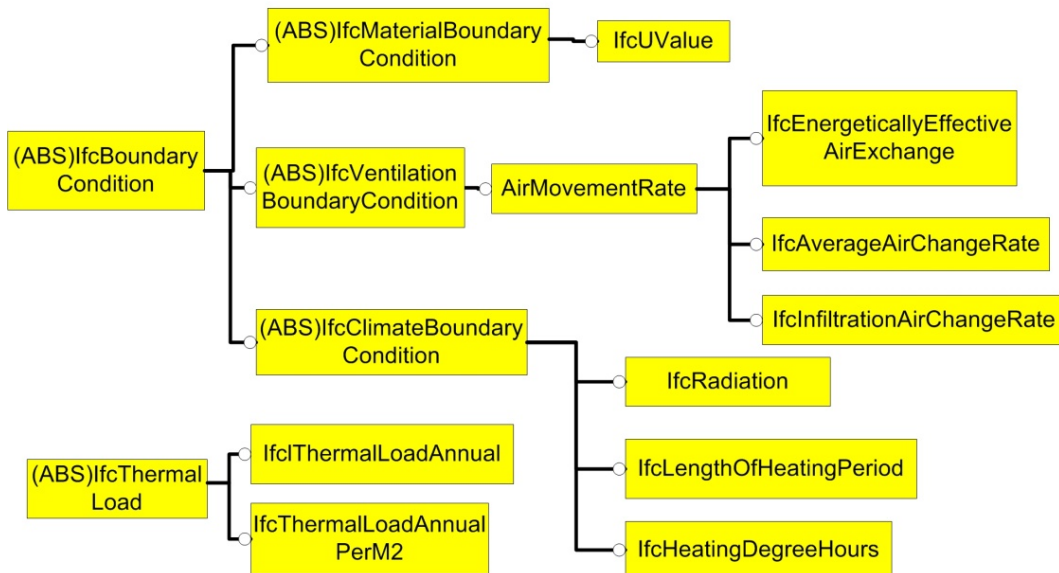 (ABS)IfcMaterialBoundary
Condition
IfcUValue
(ABS)IfcBoundary
Condition
(ABS)IfcVentilation
BoundaryCondition
AirMovementRate
IfcEnergeticallyEffective
AirExchange
IfcAverageAirChangeRate
IfcInfiltrationAirChangeRate
(ABS)IfcClimateBoundary
Condition
IfcRadiation
IfcLengthOfHeatingPeriod
IfcHeatingDegreeHours
(ABS)IfcThermal
Load
IfclThermalLoadAnnual
IfcThermalLoadAnnual
PerM2